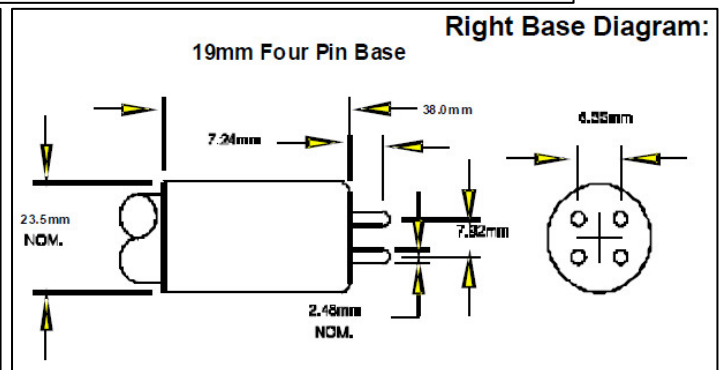 Right Base Diagram:
19mm Four Pin Base
38.0mm
7.24mm
23.5mm
NOM.
7.92mm
2.48mm
NOM.